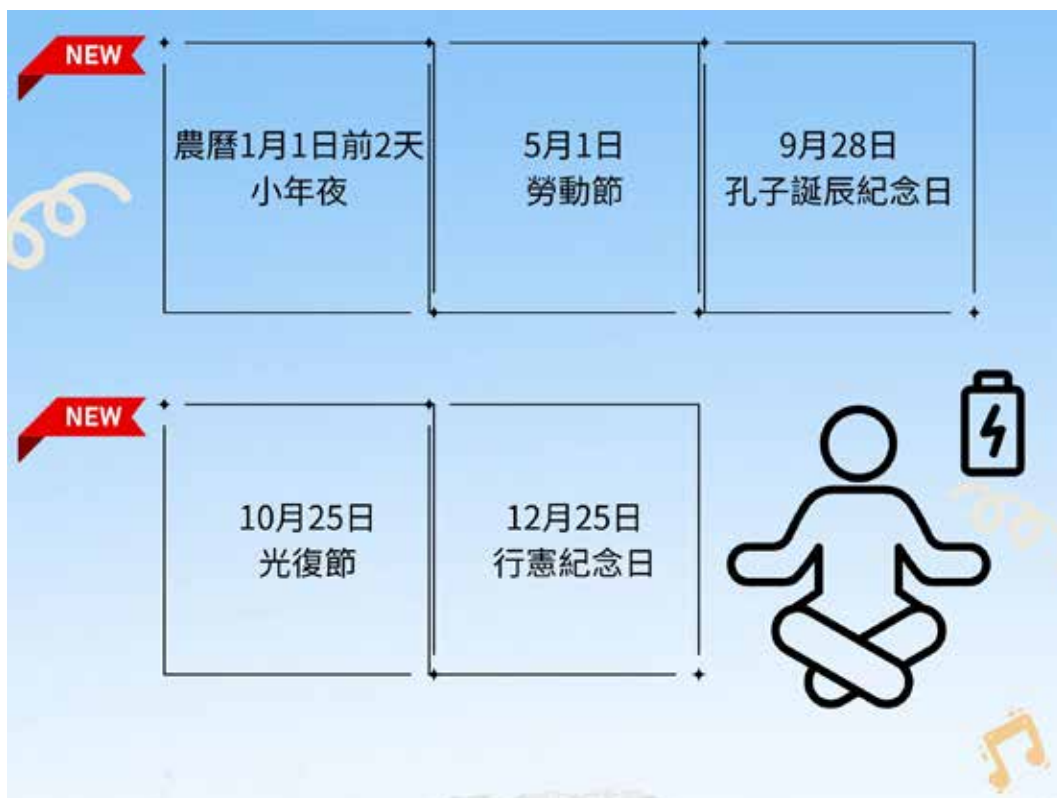 NEW
農曆1月1日前2天
小年夜
5月1日
勞動節
9月28日
孔子誕辰紀念日
NEW
10月25日
光復節
12月25日
行憲紀念日